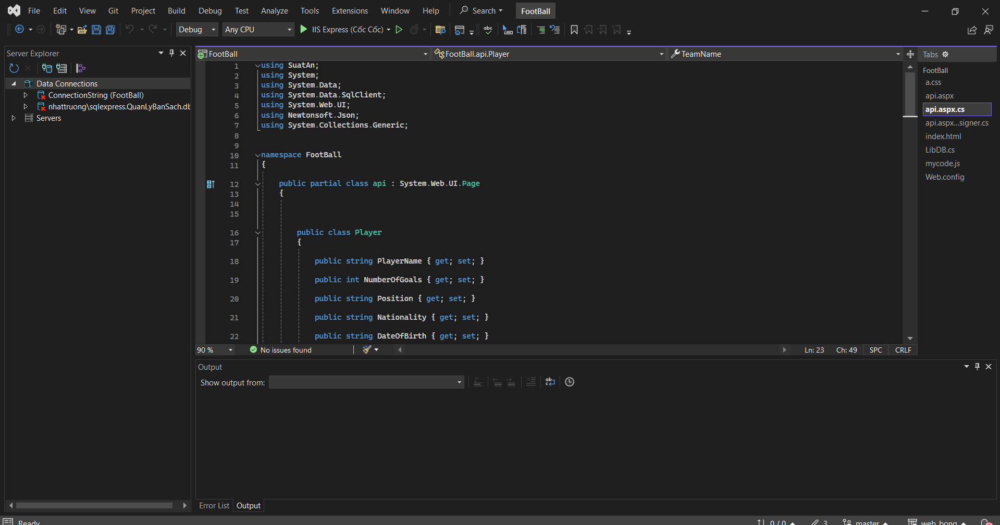 File Edit View Git Project Build Debug Test Analyze Tools Extensions Window Help Search FootBall
Debug Any CPU IIS Express (Cốc Cốc)
Server Explorer
Data Connections
ConnectionString (FootBall)
nhattruong\sqlexpress.QuanLyBanSach.db
Servers
FootBall FootBall.api.Player TeamName
1 using SuatAn;
2 using System;
3 using System.Data;
4 using System.Data.SqlClient;
5 using System.Web.UI;
6 using Newtonsoft.Json;
7 using System.Collections.Generic;
8
9
10 namespace FootBall
11 {
12 public partial class api : System.Web.UI.Page
13 {
14
15
16 public class Player
17 {
18 public string PlayerName { get; set; }
19 public int NumberOfGoals { get; set; }
20 public string Position { get; set; }
21 public string Nationality { get; set; }
22 public string DateOfBirth { get; set; }
90 % No issues found Ln: 23 Ch: 49 SPC CRLF
Tabs
FootBall
a.css
api.aspx
api.aspx.cs
api.aspx...signer.cs
index.html
LibDB.cs
mycode.js
Web.config
Output
Show output from:
Error List Output
Ready 0 / 0 3 master web_bong